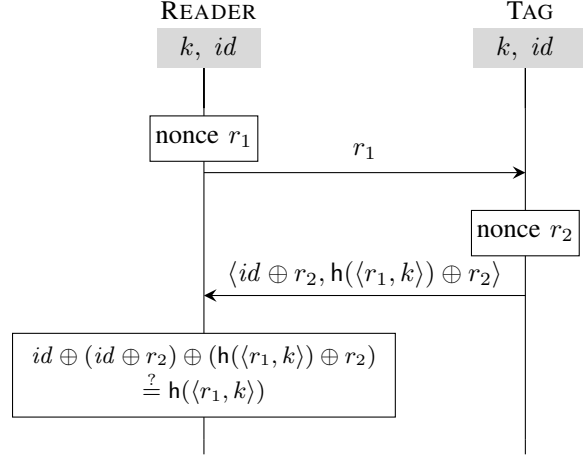 READER TAG
k, id k, id
nonce r₁
r₁
nonce r₂
⟨id ⊕ r₂, h(⟨r₁, k⟩) ⊕ r₂⟩
id ⊕ (id ⊕ r₂) ⊕ (h(⟨r₁, k⟩) ⊕ r₂)
≟ h(⟨r₁, k⟩)